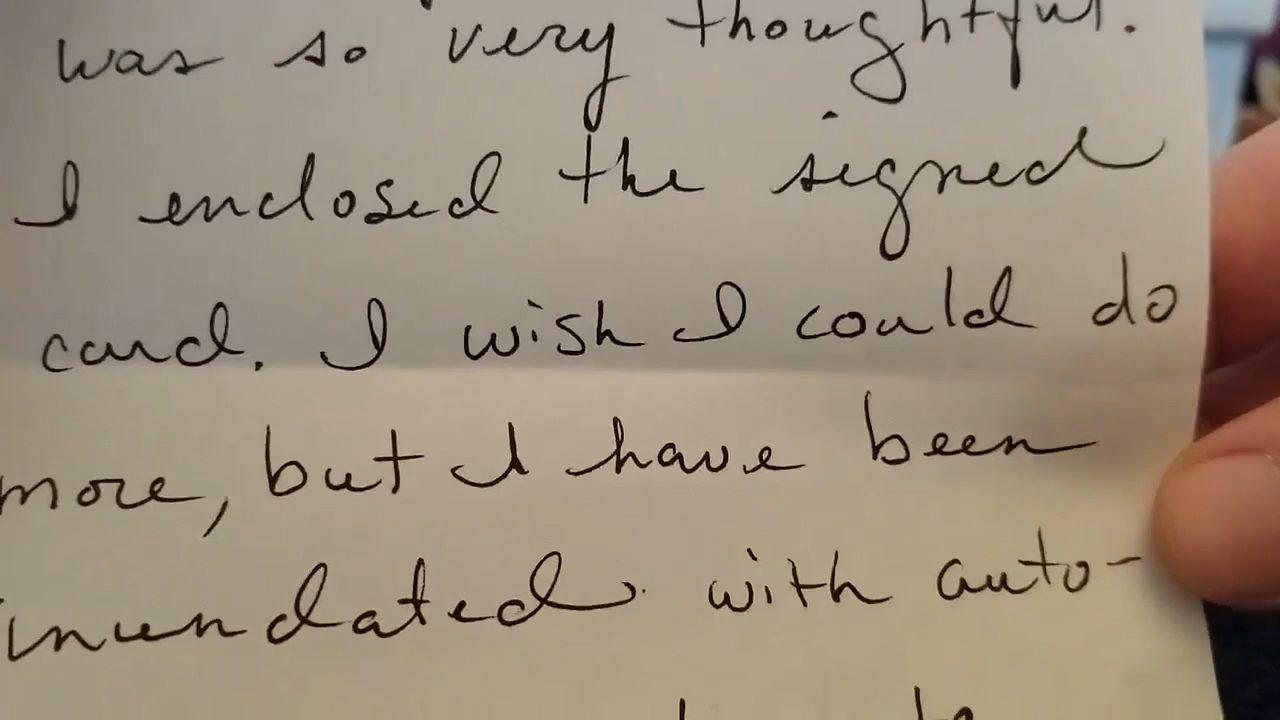 was so very thoughtful.
I enclosed the signed
card. I wish I could do
more, but I have been
inundated with auto-